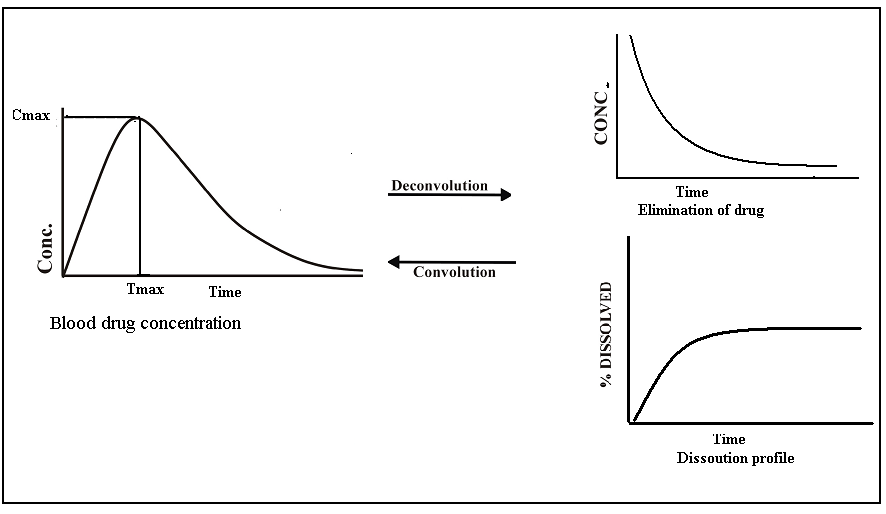 Cmax
Conc.
Tmax
Time
Blood drug concentration
Deconvolution
Convolution
CONC.
Time
Elimination of drug
% DISSOLVED
Time
Dissoution profile